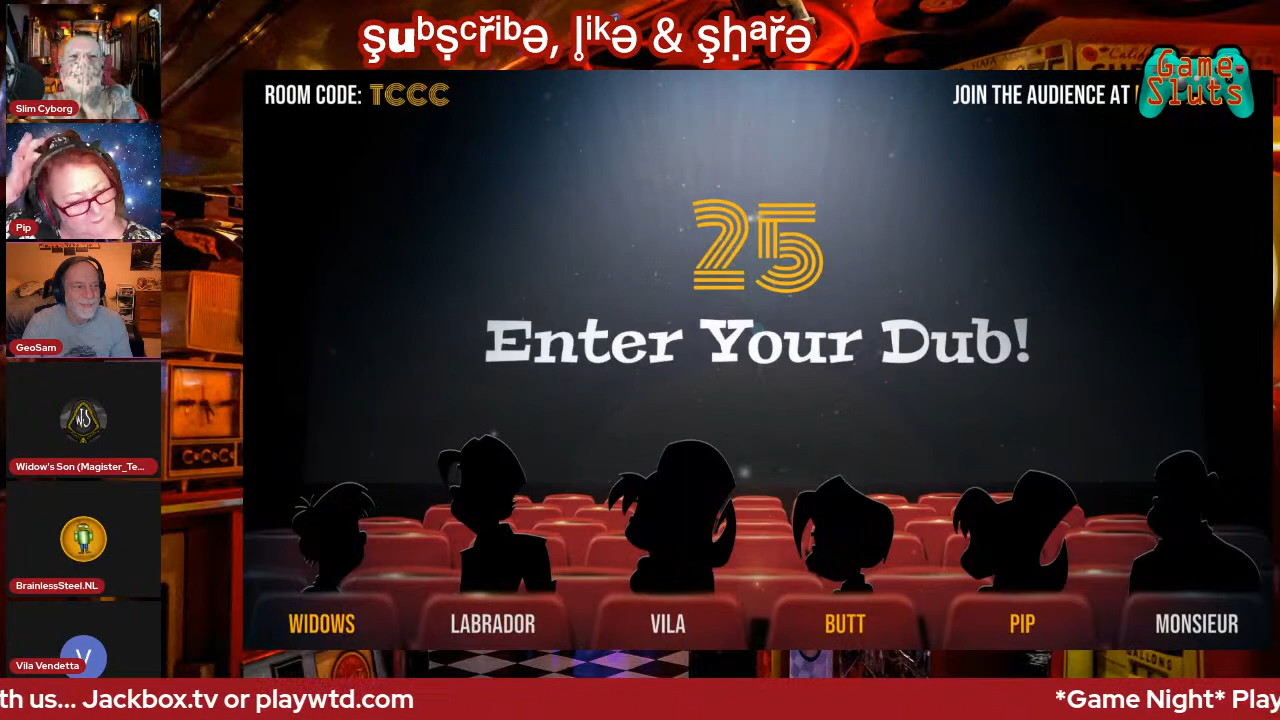 şuᵇṣᶜřⁱᵇə, ḷⁱᵏə & şḥᵃřə
Game
Sluts
ROOM CODE: TCCC
JOIN THE AUDIENCE AT
25
Enter Your Dub!
Slim Cyborg
Pip
GeoSam
Widow's Son (Magister_Te...
BrainlessSteel.NL
V
Vila Vendetta
WIDOWS
LABRADOR
VILA
BUTT
PIP
MONSIEUR
th us... Jackbox.tv or playwtd.com
*Game Night* Play